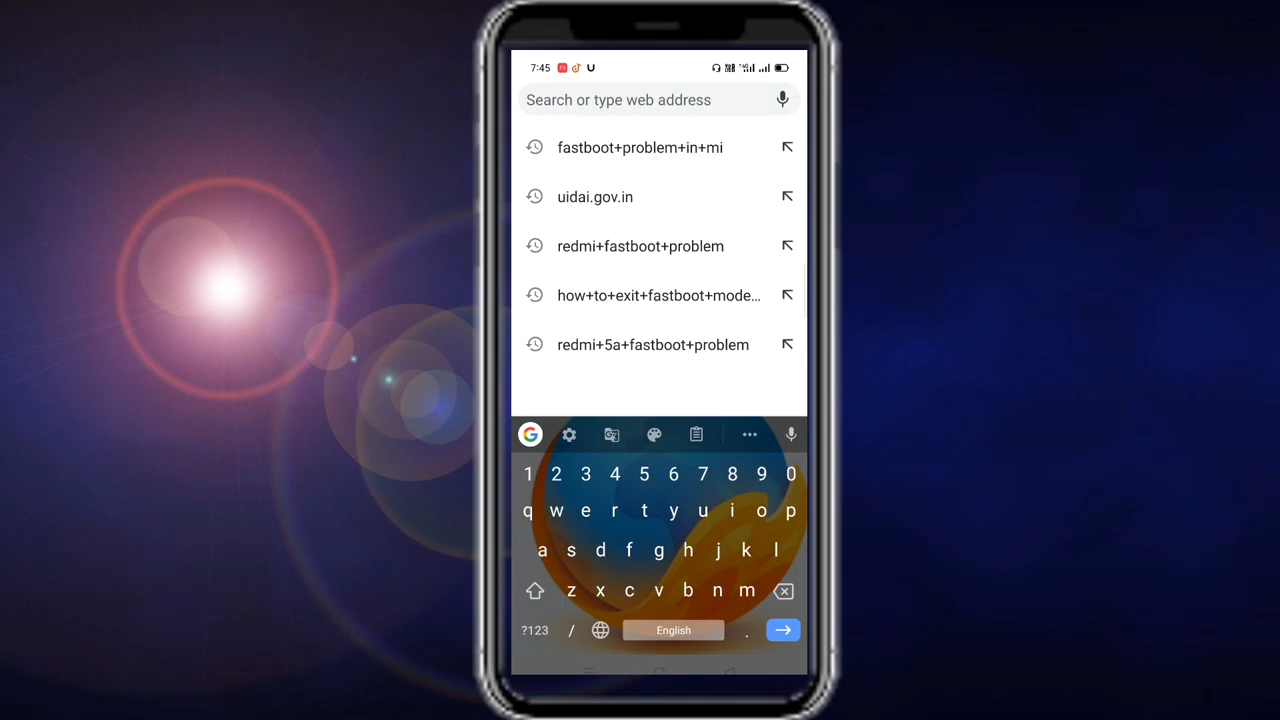 7:45
Search or type web address
fastboot+problem+in+mi
uidai.gov.in
redmi+fastboot+problem
how+to+exit+fastboot+mode...
redmi+5a+fastboot+problem
1 2 3 4 5 6 7 8 9 0
q w e r t y u i o p
a s d f g h j k l
z x c v b n m
?123 / English .